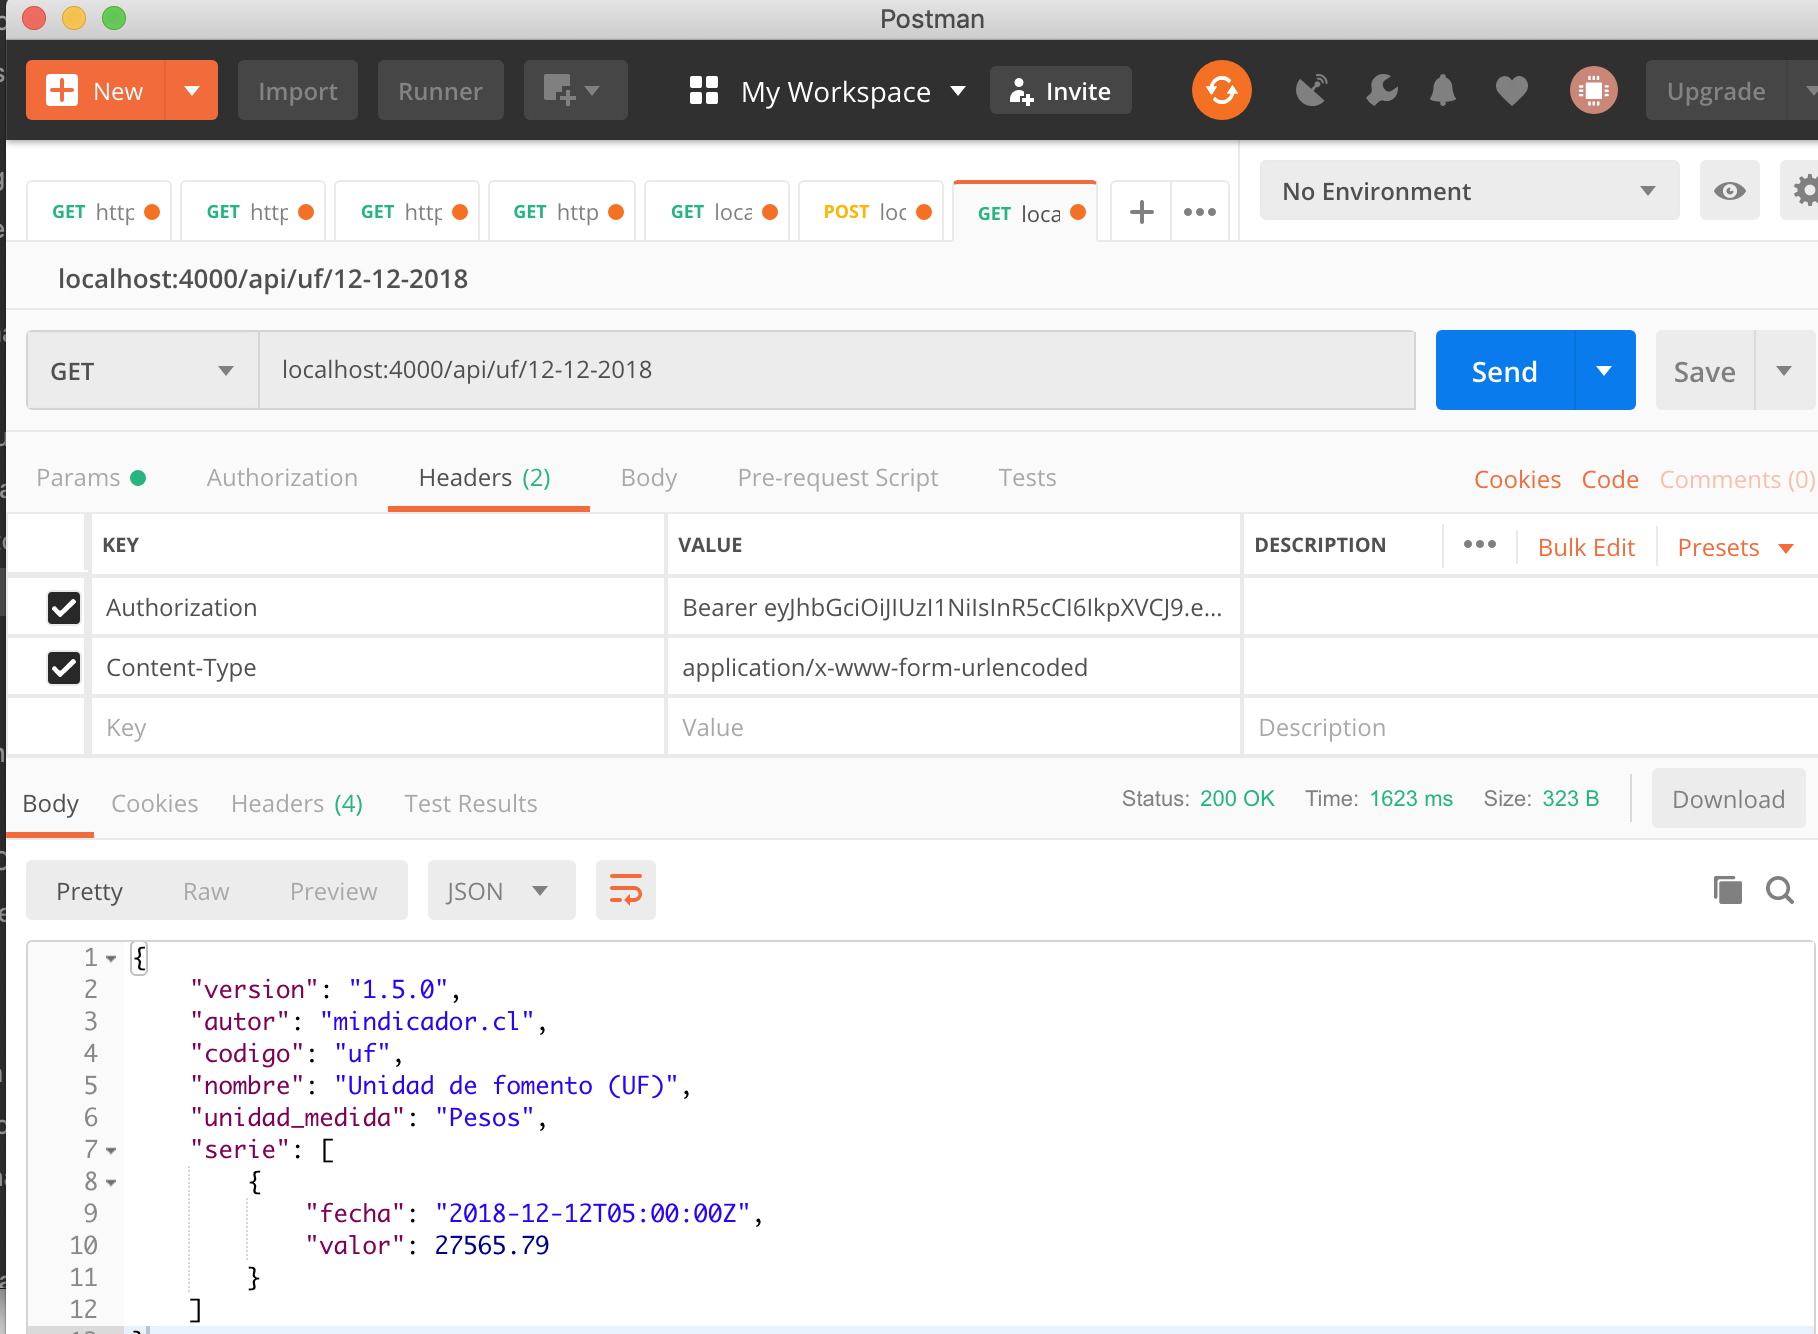 Postman
New Import Runner My Workspace Invite Upgrade
GET http GET http GET http GET http GET loca POST loc GET loca No Environment
localhost:4000/api/uf/12-12-2018
GET localhost:4000/api/uf/12-12-2018 Send Save
Params Authorization Headers (2) Body Pre-request Script Tests Cookies Code Comments (0)
KEY VALUE DESCRIPTION ••• Bulk Edit Presets
Authorization Bearer eyJhbGciOiJIUzI1NiIsInR5cCI6IkpXVCJ9.e...
Content-Type application/x-www-form-urlencoded
Key Value Description
Body Cookies Headers (4) Test Results Status: 200 OK Time: 1623 ms Size: 323 B Download
Pretty Raw Preview JSON
1 {
2 "version": "1.5.0",
3 "autor": "mindicador.cl",
4 "codigo": "uf",
5 "nombre": "Unidad de fomento (UF)",
6 "unidad_medida": "Pesos",
7 "serie": [
8 {
9 "fecha": "2018-12-12T05:00:00Z",
10 "valor": 27565.79
11 }
12 ]